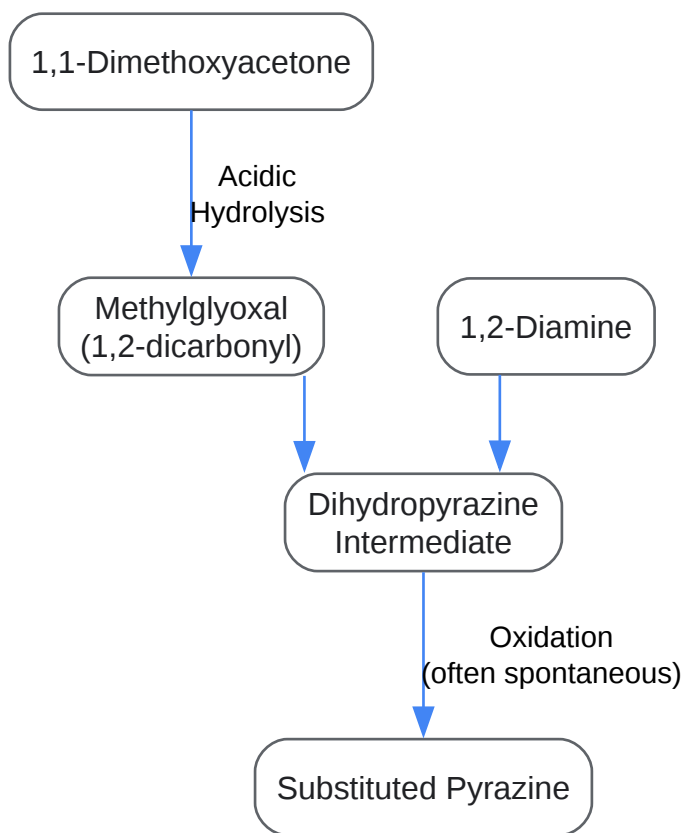 1,1-Dimethoxyacetone
Acidic
Hydrolysis
Methylglyoxal
(1,2-dicarbonyl)
1,2-Diamine
Dihydropyrazine
Intermediate
Oxidation
(often spontaneous)
Substituted Pyrazine